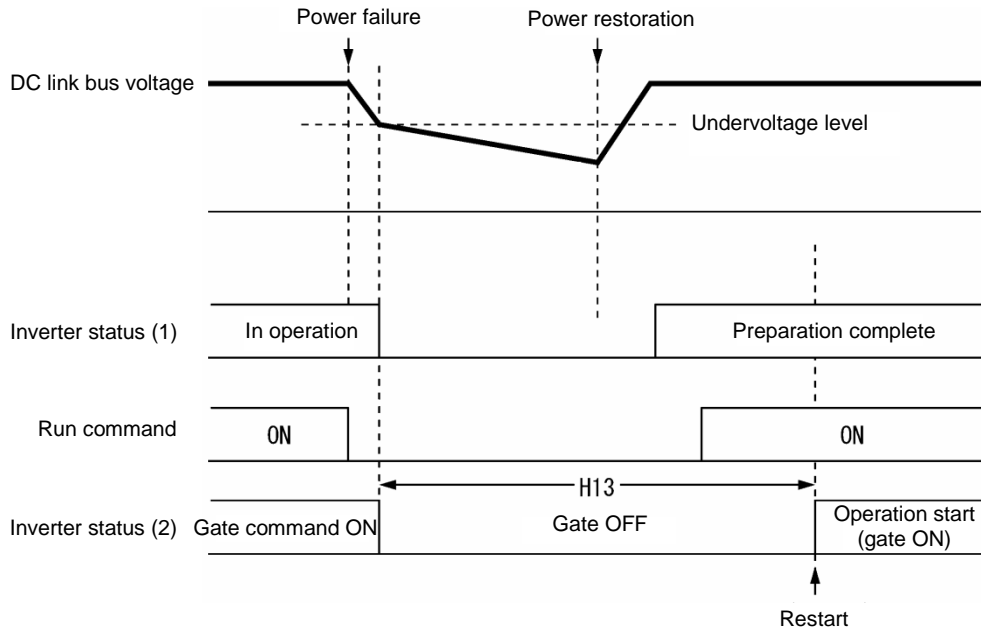 Power failure
Power restoration
DC link bus voltage
Undervoltage level
Inverter status (1)
In operation
Preparation complete
Run command
ON
ON
H13
Inverter status (2)
Gate command ON
Gate OFF
Operation start
(gate ON)
Restart